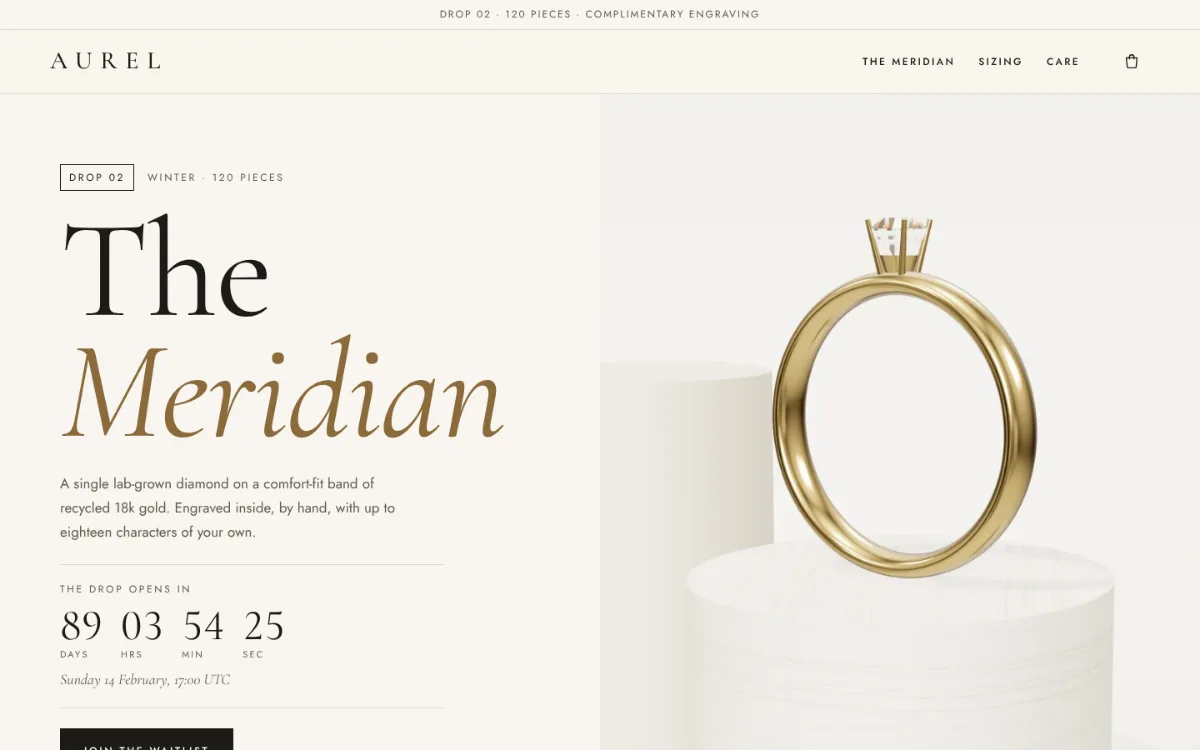 DROP 02 · 120 PIECES · COMPLIMENTARY ENGRAVING
AUREL
THE MERIDIAN SIZING CARE
DROP 02 WINTER · 120 PIECES
The
Meridian
A single lab-grown diamond on a comfort-fit band of
recycled 18k gold. Engraved inside, by hand, with up to
eighteen characters of your own.
THE DROP OPENS IN
89 03 54 25
DAYS HRS MIN SEC
Sunday 14 February, 17:00 UTC
JOIN THE WAITLIST